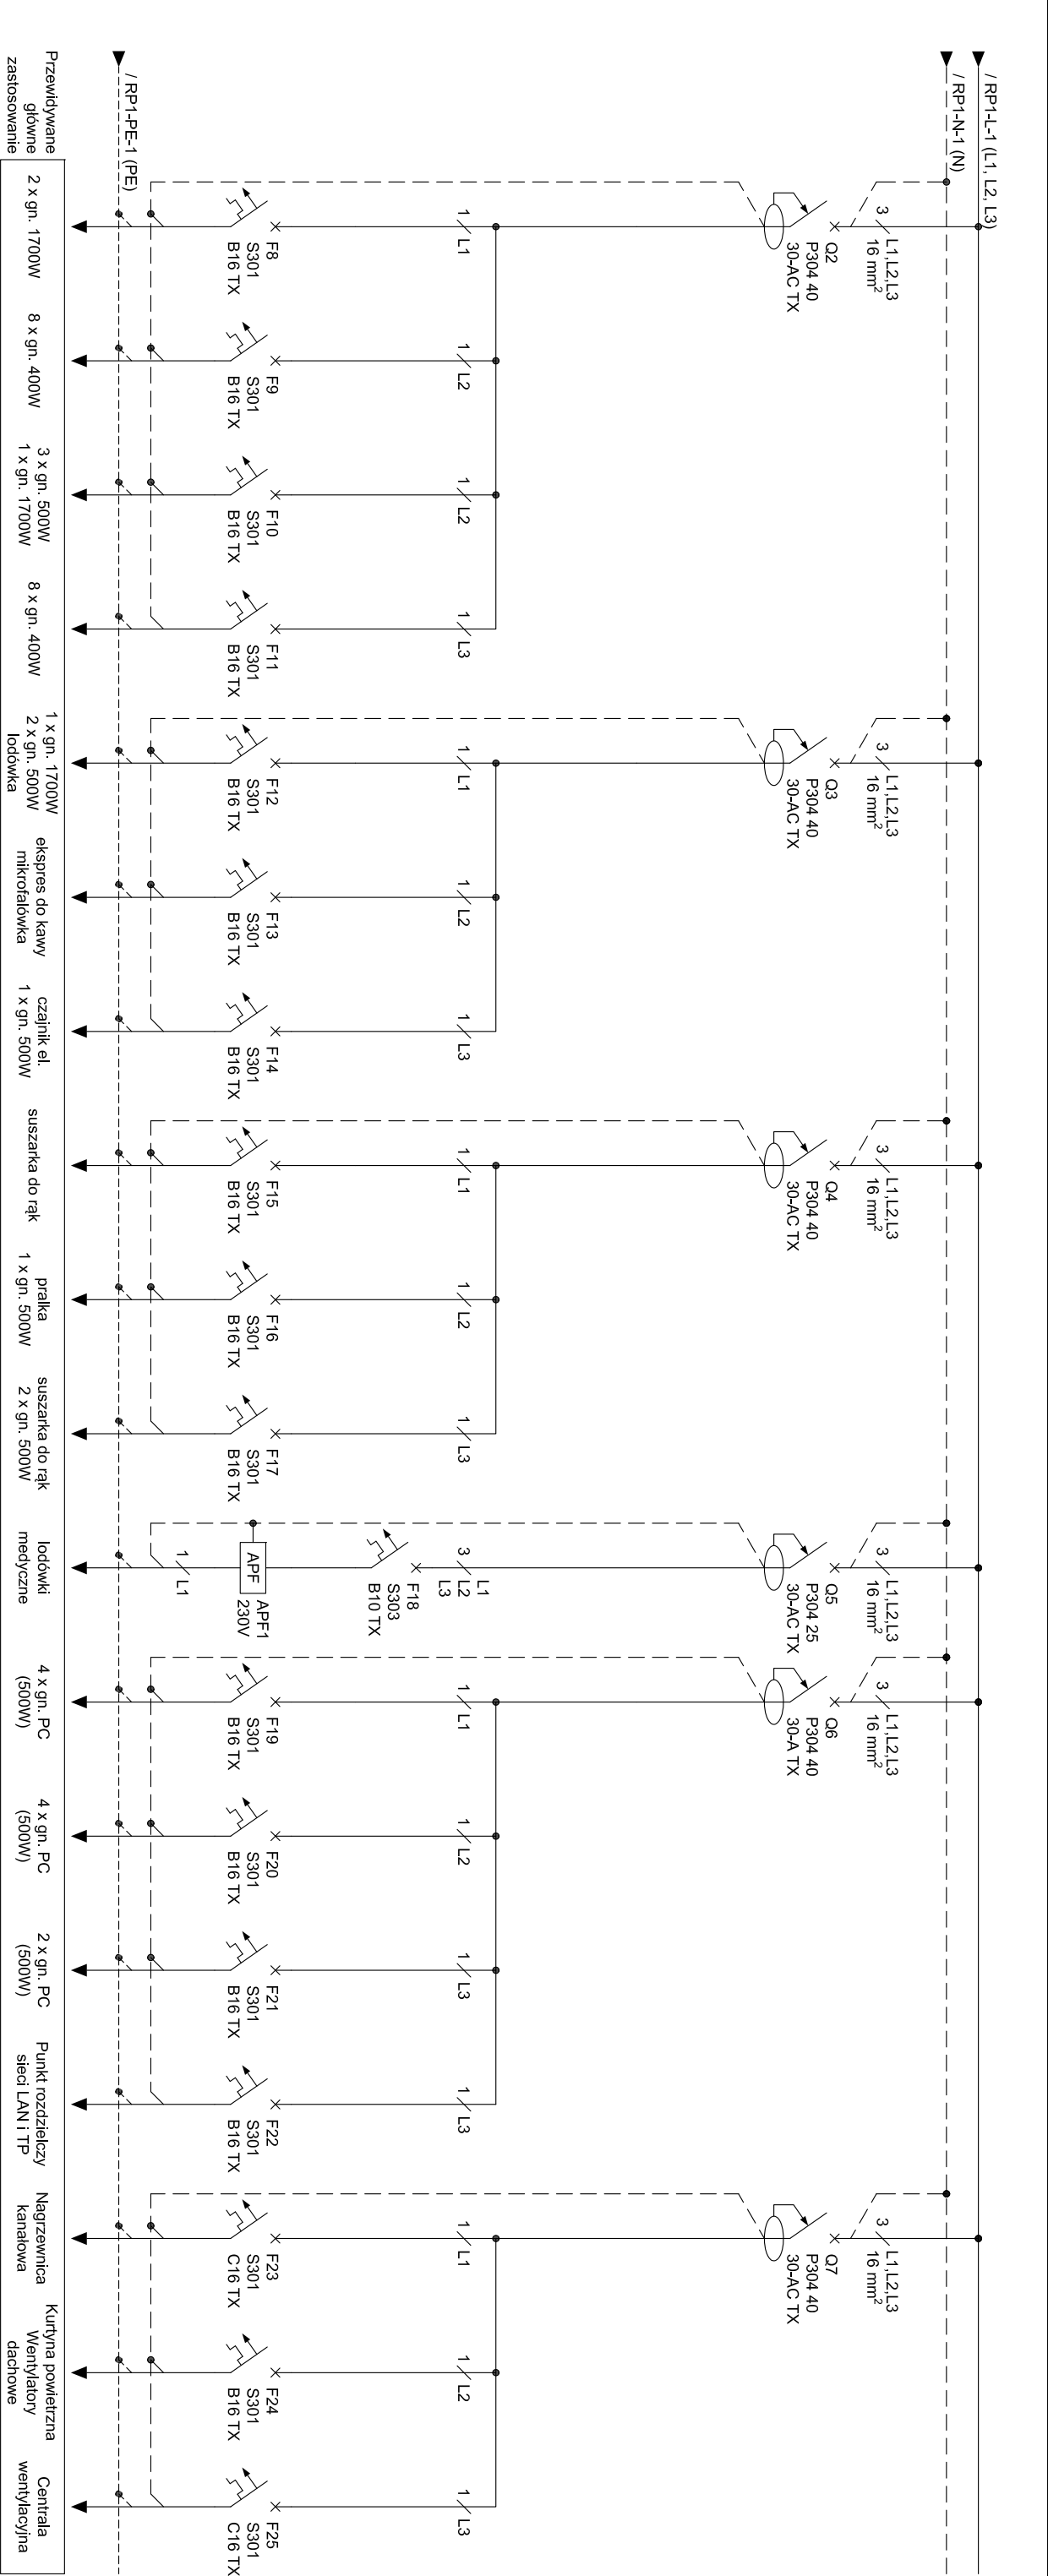 / RP1-L-1 (L1, L2, L3)
/ RP1-N-1 (N)
3
L1,L2,L3
16 mm²
Q2
P304 40
30-AC TX
3
L1,L2,L3
16 mm²
Q3
P304 40
30-AC TX
3
L1,L2,L3
16 mm²
Q4
P304 40
30-AC TX
3
L1,L2,L3
16 mm²
Q5
P304 25
30-AC TX
3
L1,L2,L3
16 mm²
Q6
P304 40
30-A TX
3
L1,L2,L3
16 mm²
Q7
P304 40
30-AC TX
1
L1
1
L2
1
L2
1
L3
1
L1
1
L2
1
L3
1
L1
1
L2
1
L3
3
L1
L2
L3
1
L1
1
L2
1
L3
1
L3
1
L1
1
L2
1
L3
F8
S301
B16 TX
F9
S301
B16 TX
F10
S301
B16 TX
F11
S301
B16 TX
F12
S301
B16 TX
F13
S301
B16 TX
F14
S301
B16 TX
F15
S301
B16 TX
F16
S301
B16 TX
F17
S301
B16 TX
F18
S303
B10 TX
APF
APF1
230V
1
L1
F19
S301
B16 TX
F20
S301
B16 TX
F21
S301
B16 TX
F22
S301
B16 TX
F23
S301
C16 TX
F24
S301
B16 TX
F25
S301
C16 TX
/ RP1-PE-1 (PE)
Przewidywane
główne
zastosowanie
2 x gn. 1700W
8 x gn. 400W
3 x gn. 500W
1 x gn. 1700W
8 x gn. 400W
1 x gn. 1700W
2 x gn. 500W
lodówka
ekspres do kawy
mikrofalówka
czajnik el.
1 x gn. 500W
suszarka do rąk
pralka
1 x gn. 500W
suszarka do rąk
2 x gn. 500W
lodówki
medyczne
4 x gn. PC
(500W)
4 x gn. PC
(500W)
2 x gn. PC
(500W)
Punkt rozdzielczy
sieci LAN i TP
Nagrzewnica
kanałowa
Kurtyna powietrzna
Wentylatory
dachowe
Centrala
wentylacyjna